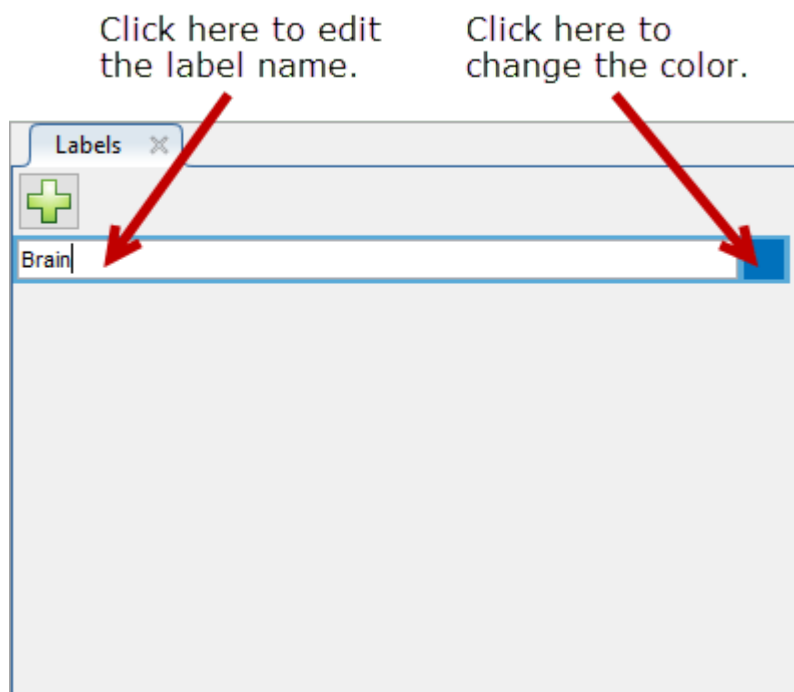 Click here to edit
the label name.
Click here to
change the color.
Labels
Brain